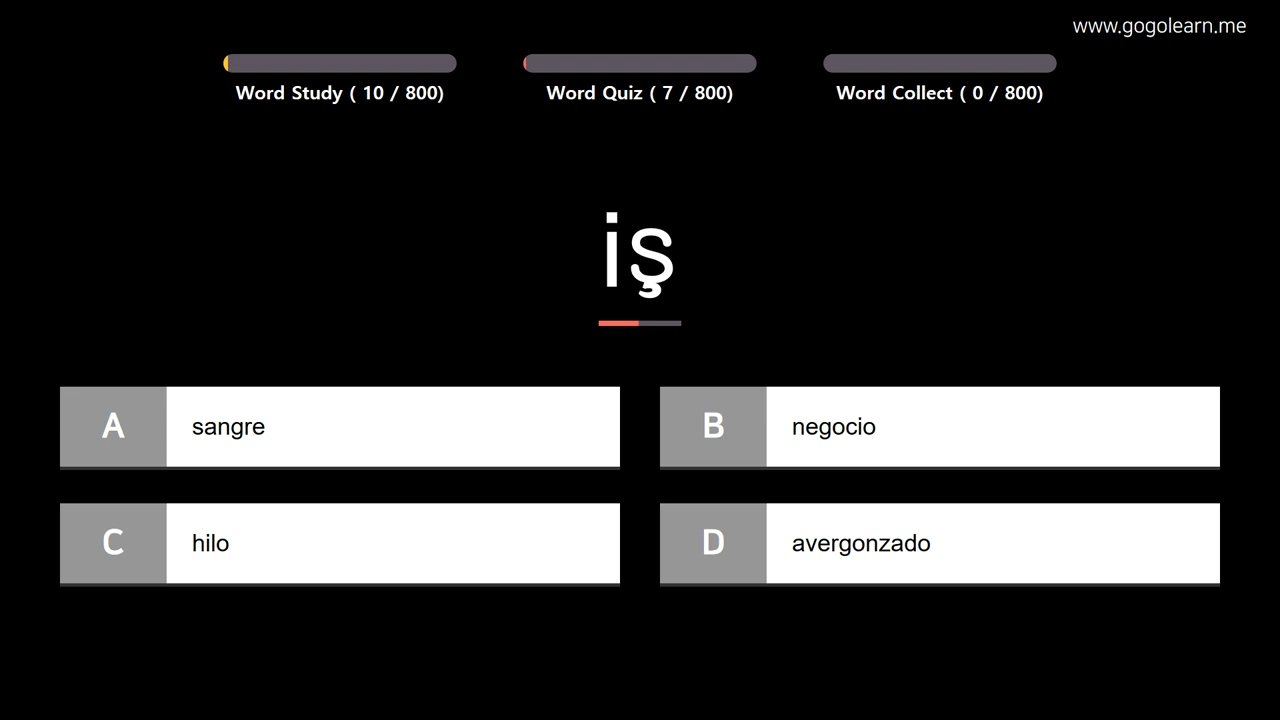 www.gogolearn.me
Word Study ( 10 / 800)
Word Quiz ( 7 / 800)
Word Collect ( 0 / 800)
iş
A sangre
B negocio
C hilo
D avergonzado